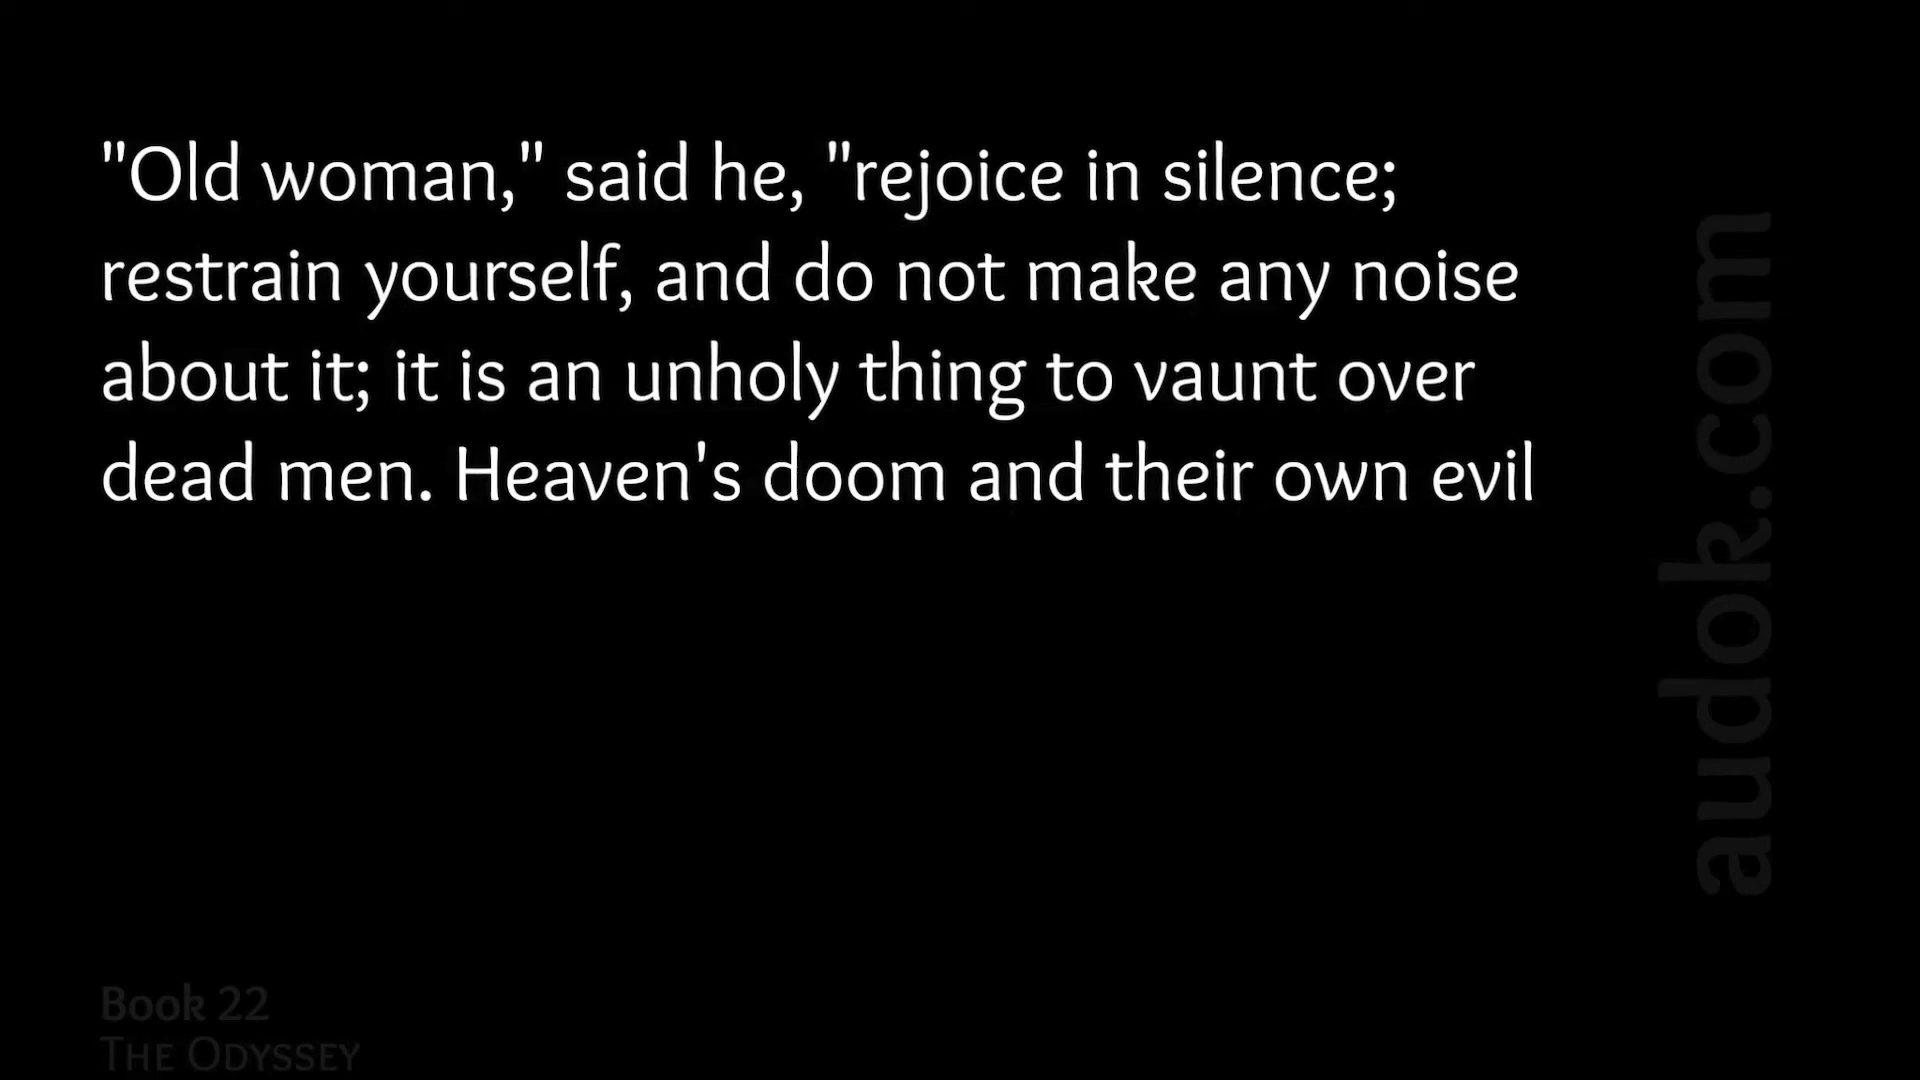 "Old woman," said he, "rejoice in silence;
restrain yourself, and do not make any noise
about it; it is an unholy thing to vaunt over
dead men. Heaven's doom and their own evil
audok.com
Book 22
THE ODYSSEY